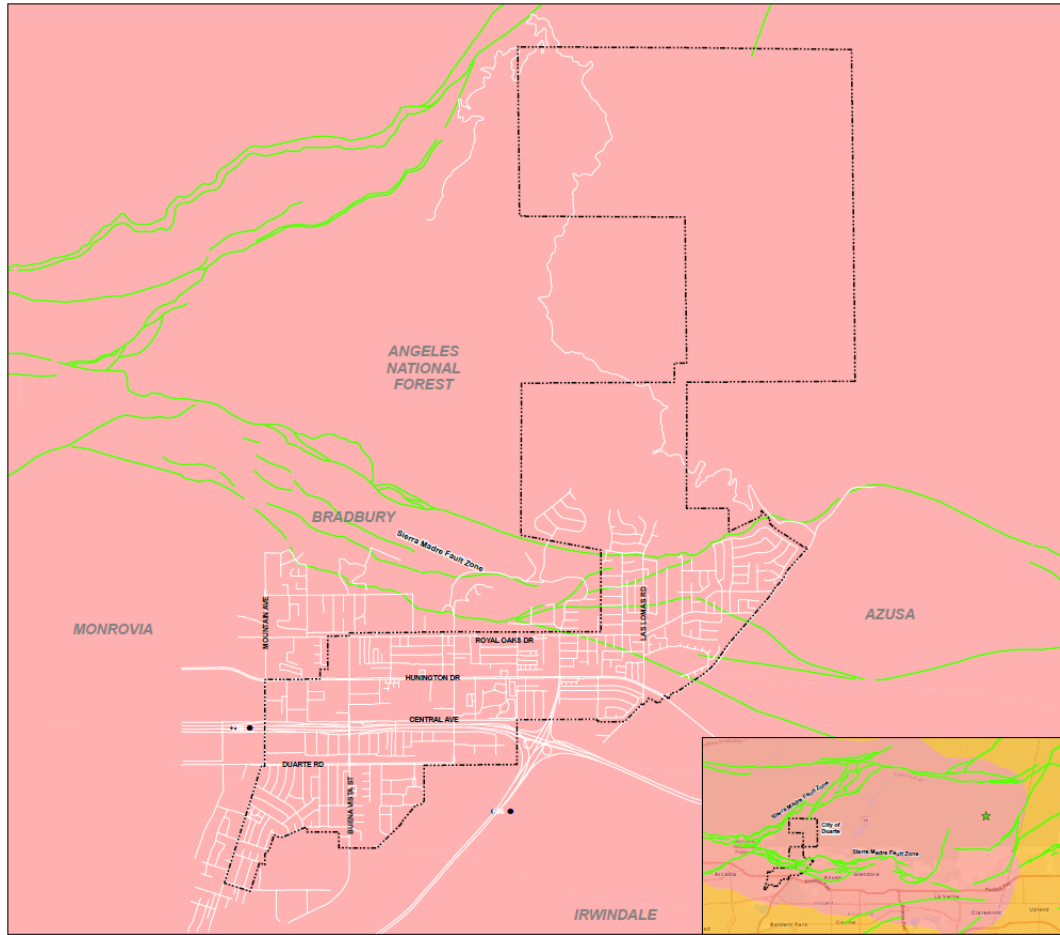 ANGELES
NATIONAL
FOREST
BRADBURY
Sierra Madre Fault Zone
MONROVIA
MOUNTAIN AVE
LAS LOMAS RD
AZUSA
ROYAL OAKS DR
HUNINGTON DR
CENTRAL AVE
DUARTE RD
BUENA VISTA ST
IRWINDALE
Sierra Madre Fault Zone
City of
Duarte
Sierra Madre Fault Zone
Arcadia
Azusa
Glendora
La Verne
Claremont
Upland
Baldwin Park
Covina